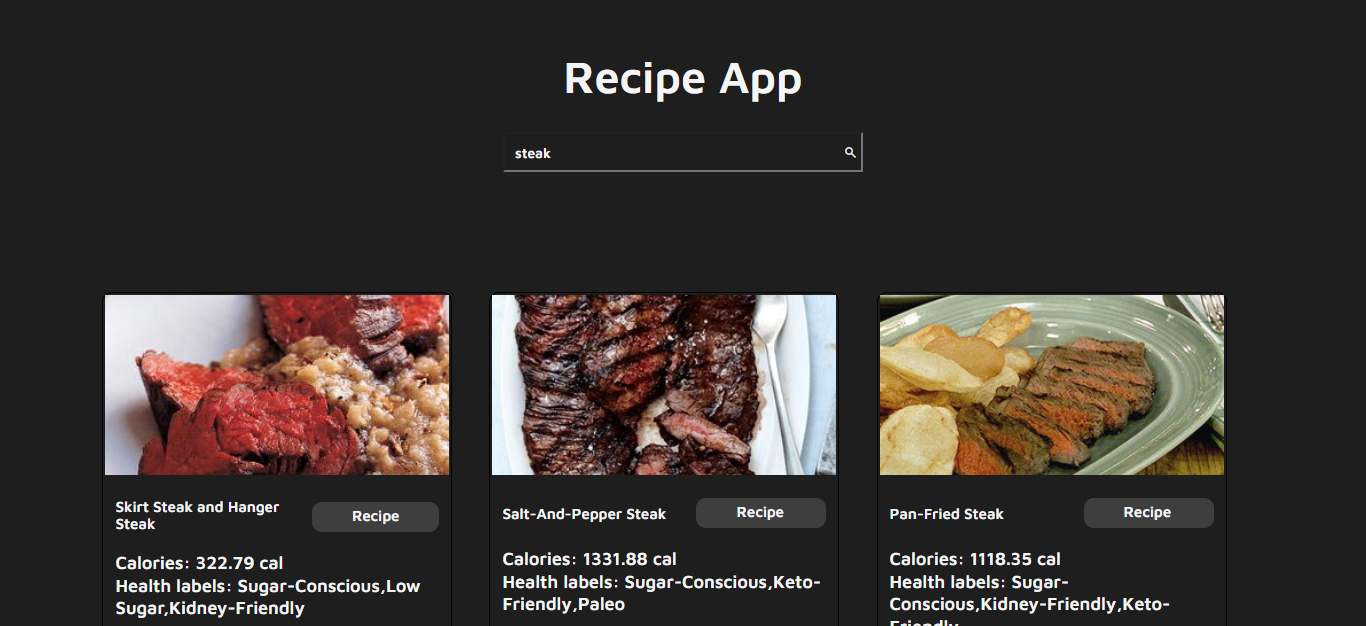 Recipe App
steak
Skirt Steak and Hanger
Steak
Recipe
Calories: 322.79 cal
Health labels: Sugar-Conscious,Low
Sugar,Kidney-Friendly
Salt-And-Pepper Steak
Recipe
Calories: 1331.88 cal
Health labels: Sugar-Conscious,Keto-
Friendly,Paleo
Pan-Fried Steak
Recipe
Calories: 1118.35 cal
Health labels: Sugar-
Conscious,Kidney-Friendly,Keto-
Friendly